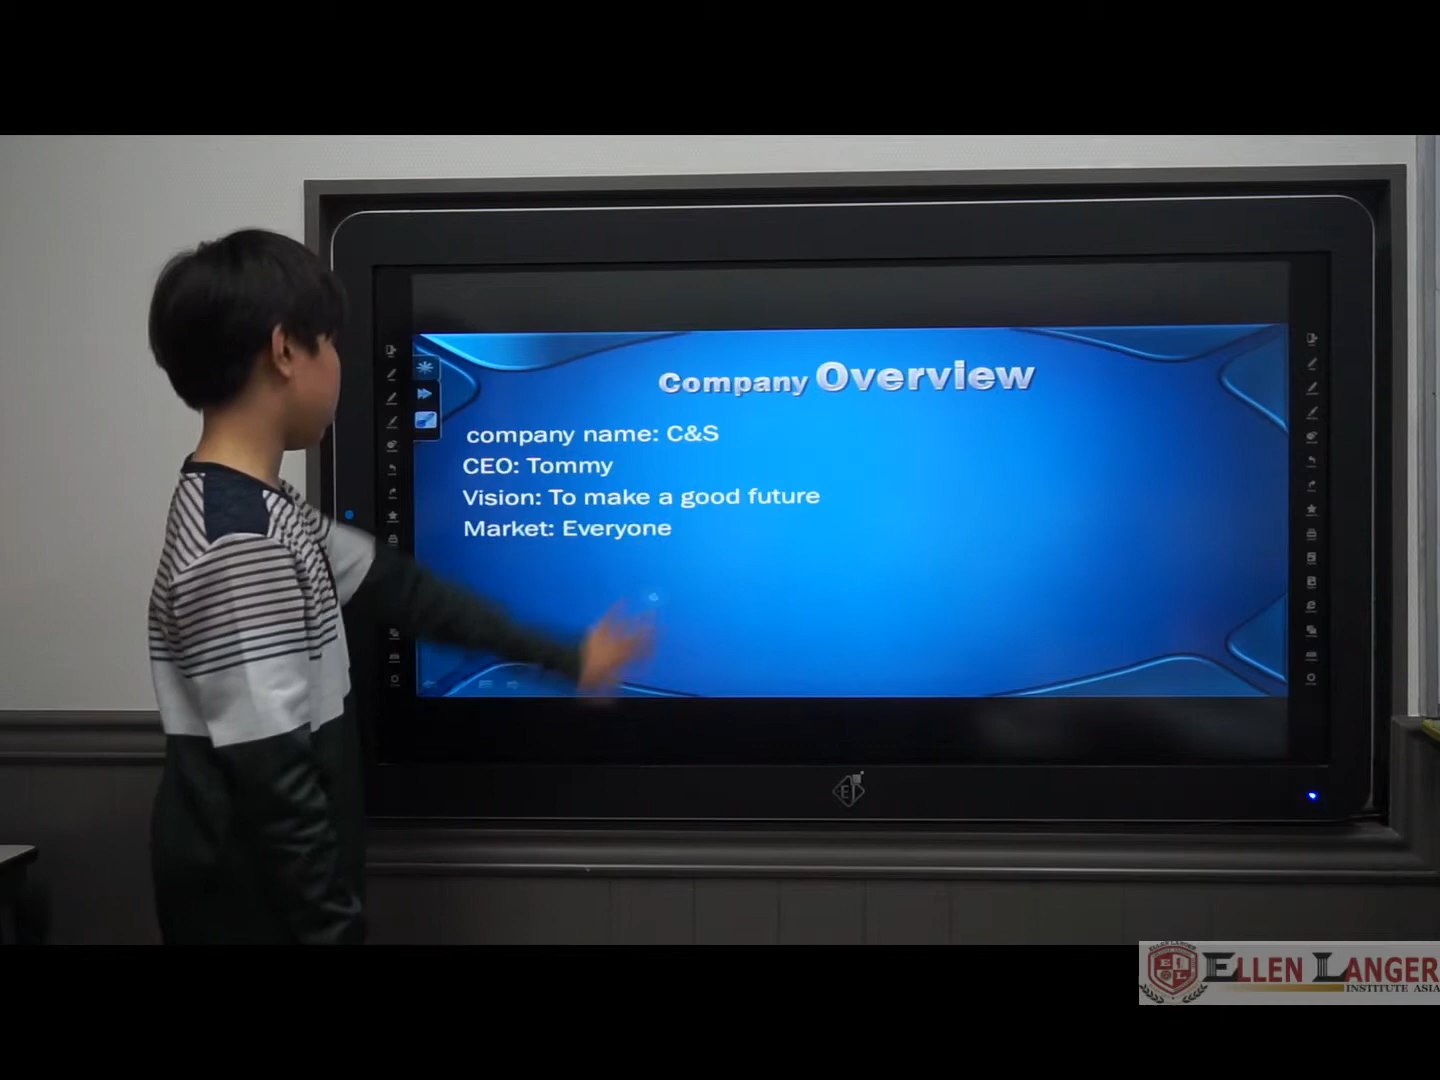 Company Overview
company name: C&S
CEO: Tommy
Vision: To make a good future
Market: Everyone
ELLEN LANGER
INSTITUTE ASIA